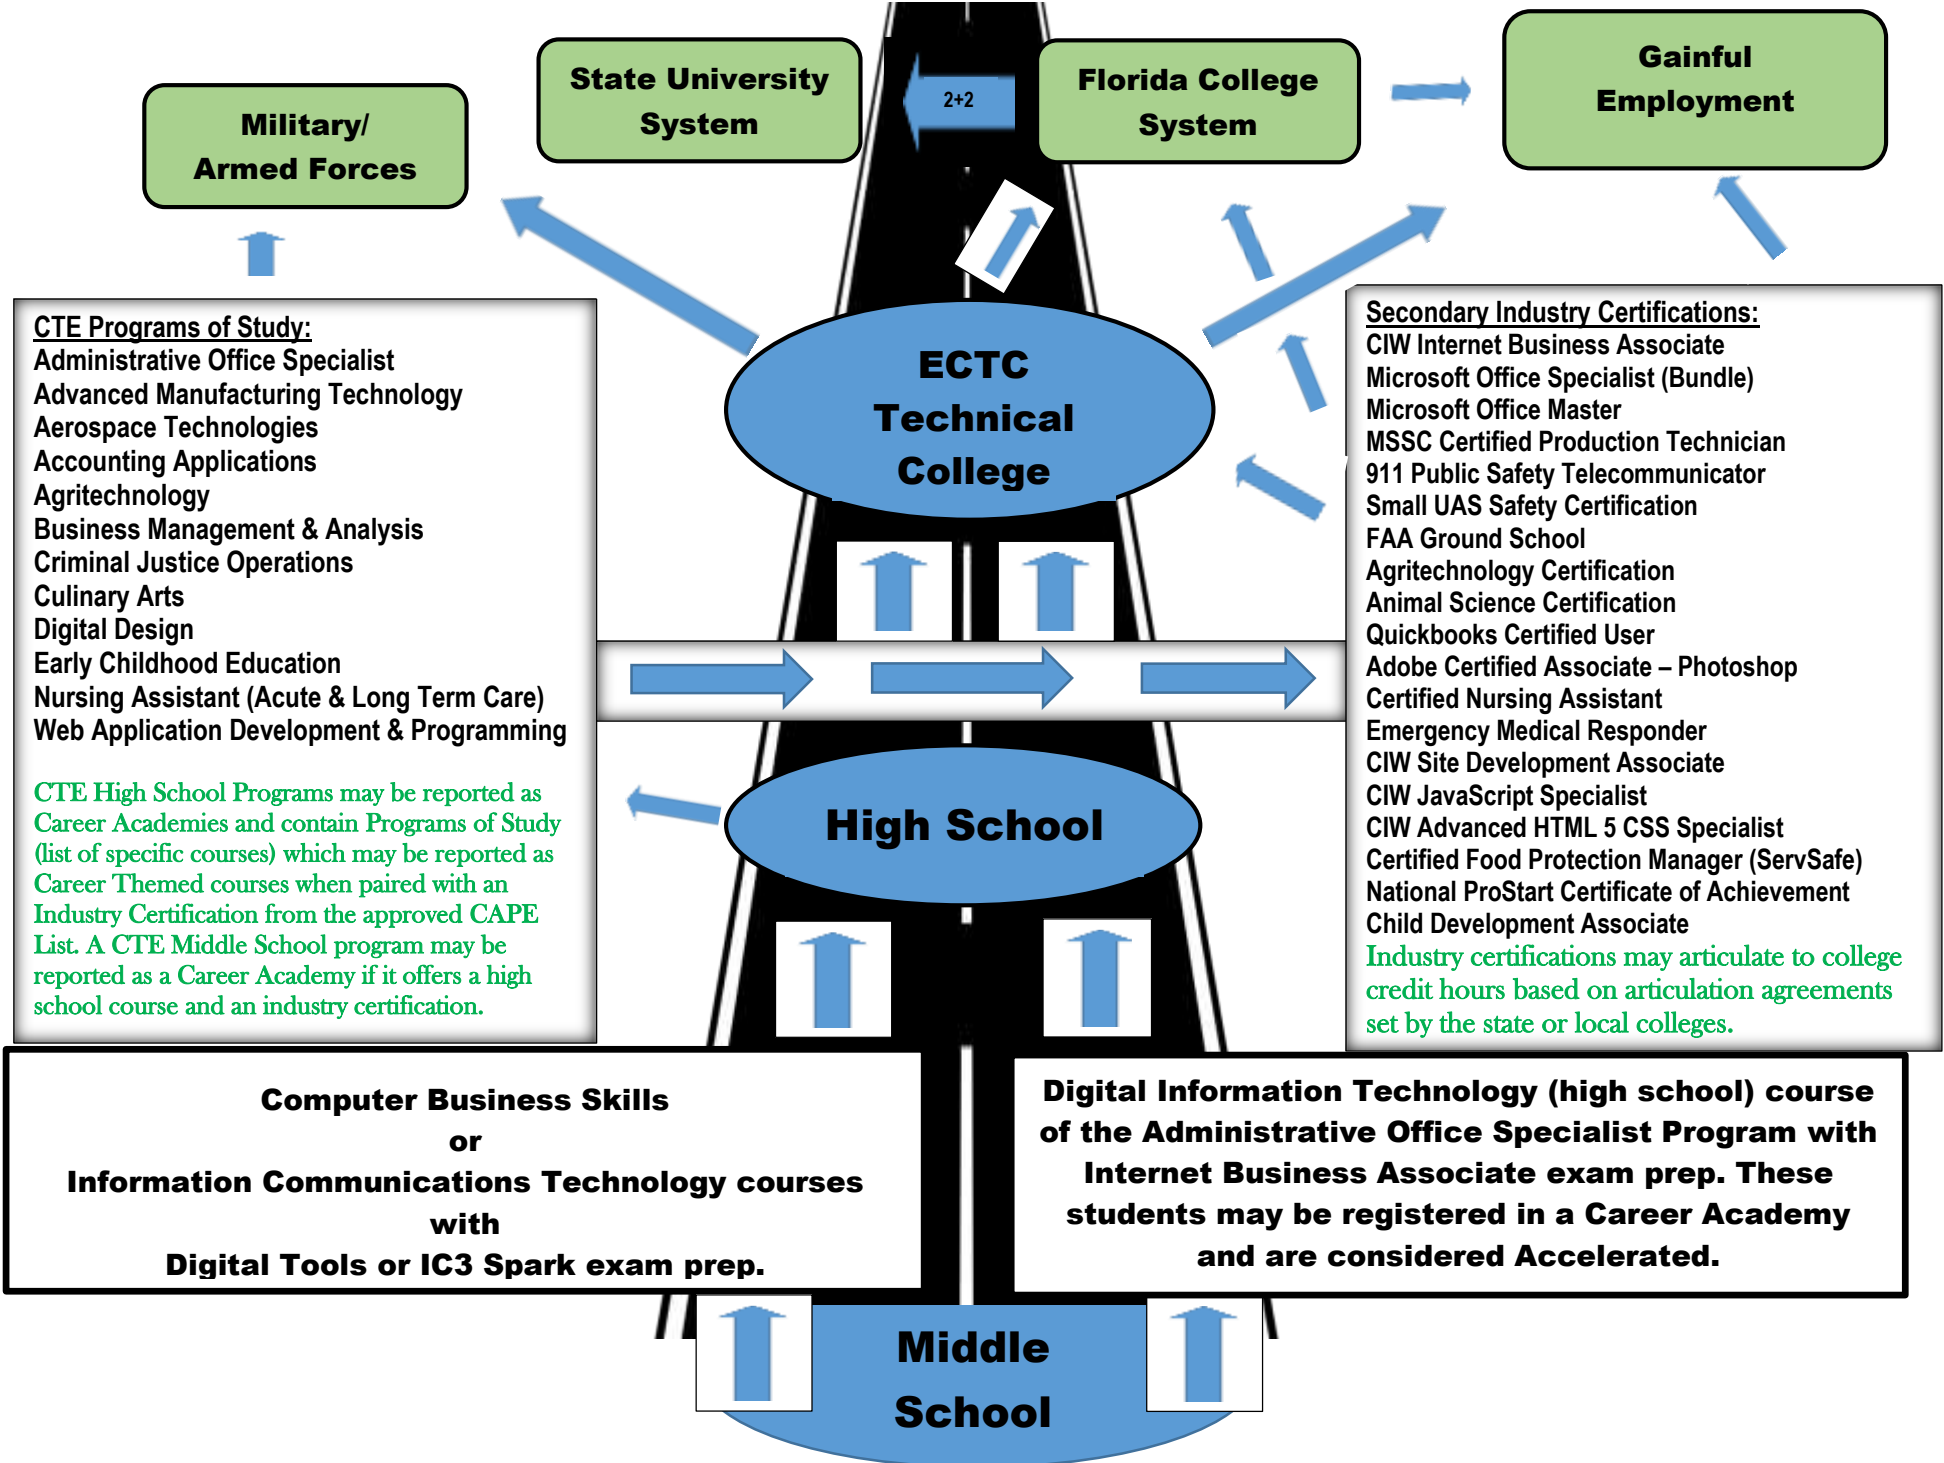 State University
System
2+2
Florida College
System
Gainful
Employment
Military/
Armed Forces
CTE Programs of Study:
Administrative Office Specialist
Advanced Manufacturing Technology
Aerospace Technologies
Accounting Applications
Agritechnology
Business Management & Analysis
Criminal Justice Operations
Culinary Arts
Digital Design
Early Childhood Education
Nursing Assistant (Acute & Long Term Care)
Web Application Development & Programming
CTE High School Programs may be reported as
Career Academies and contain Programs of Study
(list of specific courses) which may be reported as
Career Themed courses when paired with an
Industry Certification from the approved CAPE
List. A CTE Middle School program may be
reported as a Career Academy if it offers a high
school course and an industry certification.
ECTC
Technical
College
High School
Secondary Industry Certifications:
CIW Internet Business Associate
Microsoft Office Specialist (Bundle)
Microsoft Office Master
MSSC Certified Production Technician
911 Public Safety Telecommunicator
Small UAS Safety Certification
FAA Ground School
Agritechnology Certification
Animal Science Certification
Quickbooks Certified User
Adobe Certified Associate – Photoshop
Certified Nursing Assistant
Emergency Medical Responder
CIW Site Development Associate
CIW JavaScript Specialist
CIW Advanced HTML 5 CSS Specialist
Certified Food Protection Manager (ServSafe)
National ProStart Certificate of Achievement
Child Development Associate
Industry certifications may articulate to college
credit hours based on articulation agreements
set by the state or local colleges.
Computer Business Skills
or
Information Communications Technology courses
with
Digital Tools or IC3 Spark exam prep.
Digital Information Technology (high school) course
of the Administrative Office Specialist Program with
Internet Business Associate exam prep. These
students may be registered in a Career Academy
and are considered Accelerated.
Middle
School